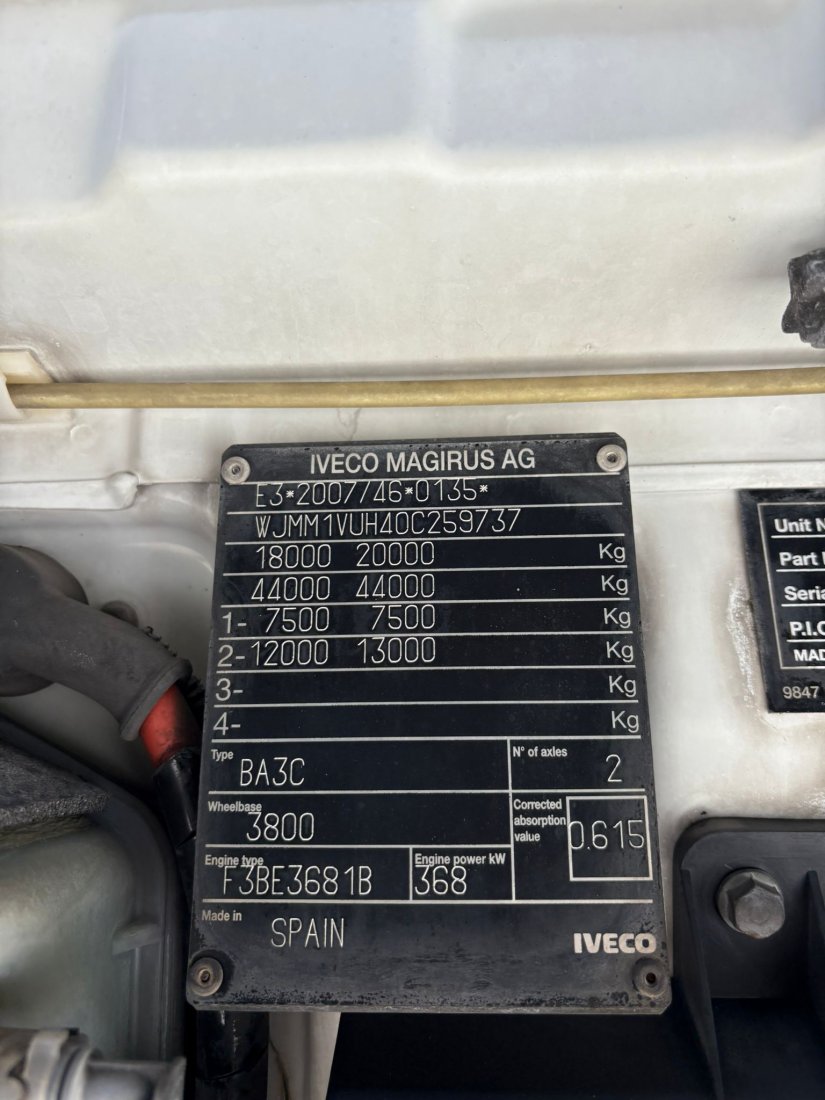 IVECO MAGIRUS AG
E3*2007/46*0135*
WJMM1VUH40C259737
18000 20000 Kg
44000 44000 Kg
1- 7500 7500 Kg
2- 12000 13000 Kg
3- Kg
4- Kg
Type BA3C
N° of axles 2
Wheelbase 3800
Corrected absorption value 0.615
Engine type F3BE3681B
Engine power kW 368
Made in SPAIN
IVECO
Unit N
Part
Seria
P.I.C
MAD
9847